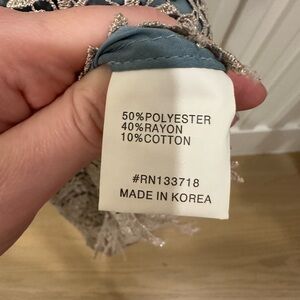 50%POLYESTER
40%RAYON
10%COTTON
#RN133718
MADE IN KOREA